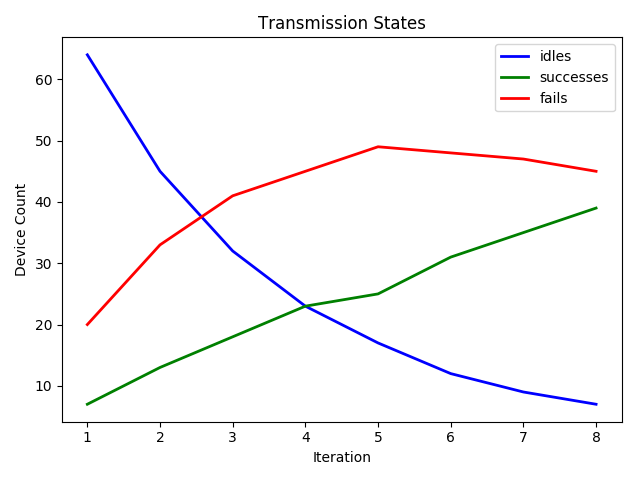 Transmission States
idles
successes
fails
Device Count
60
50
40
30
20
10
1 2 3 4 5 6 7 8
Iteration